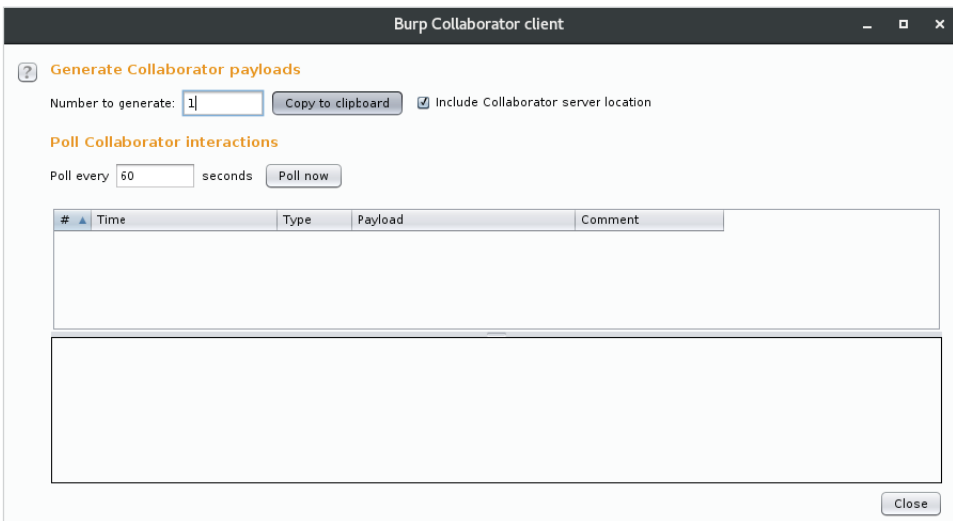 Burp Collaborator client
? Generate Collaborator payloads
Number to generate: 1 Copy to clipboard Include Collaborator server location
Poll Collaborator interactions
Poll every 60 seconds Poll now
# Time Type Payload Comment
Close